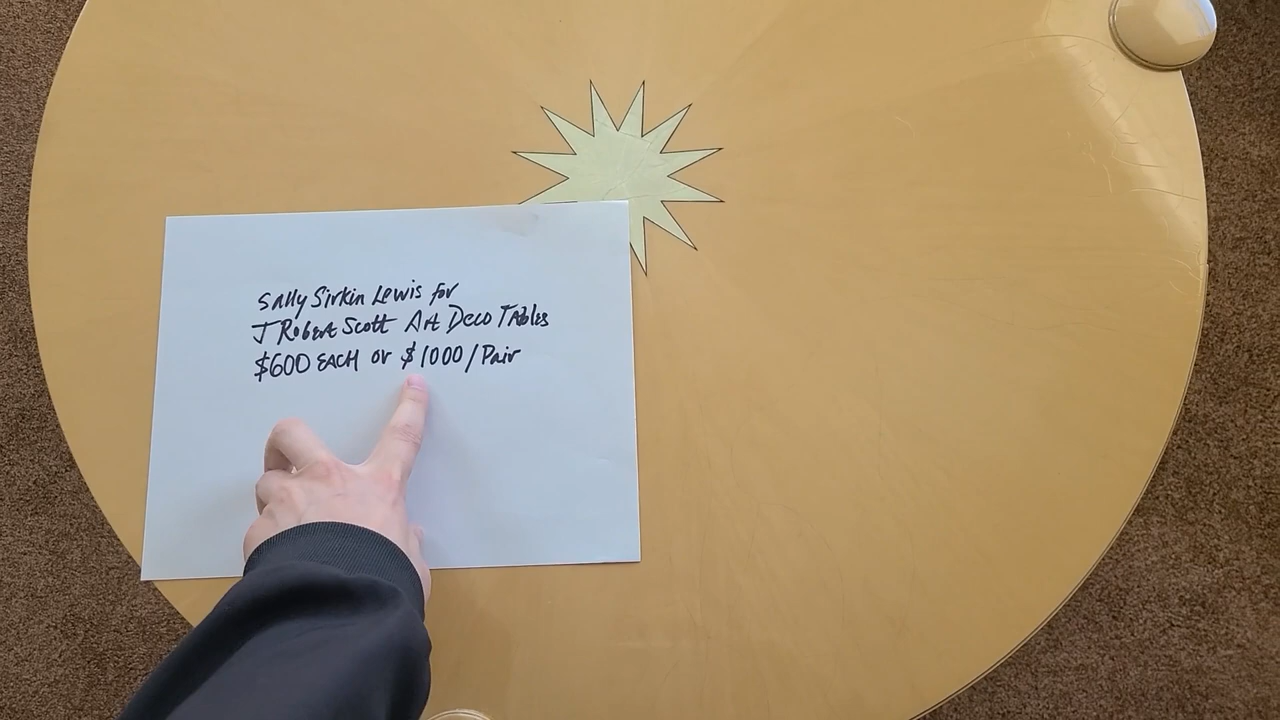 Sally Sirkin Lewis for
J Robert Scott Art Deco Tables
$600 EACH or $1000/Pair